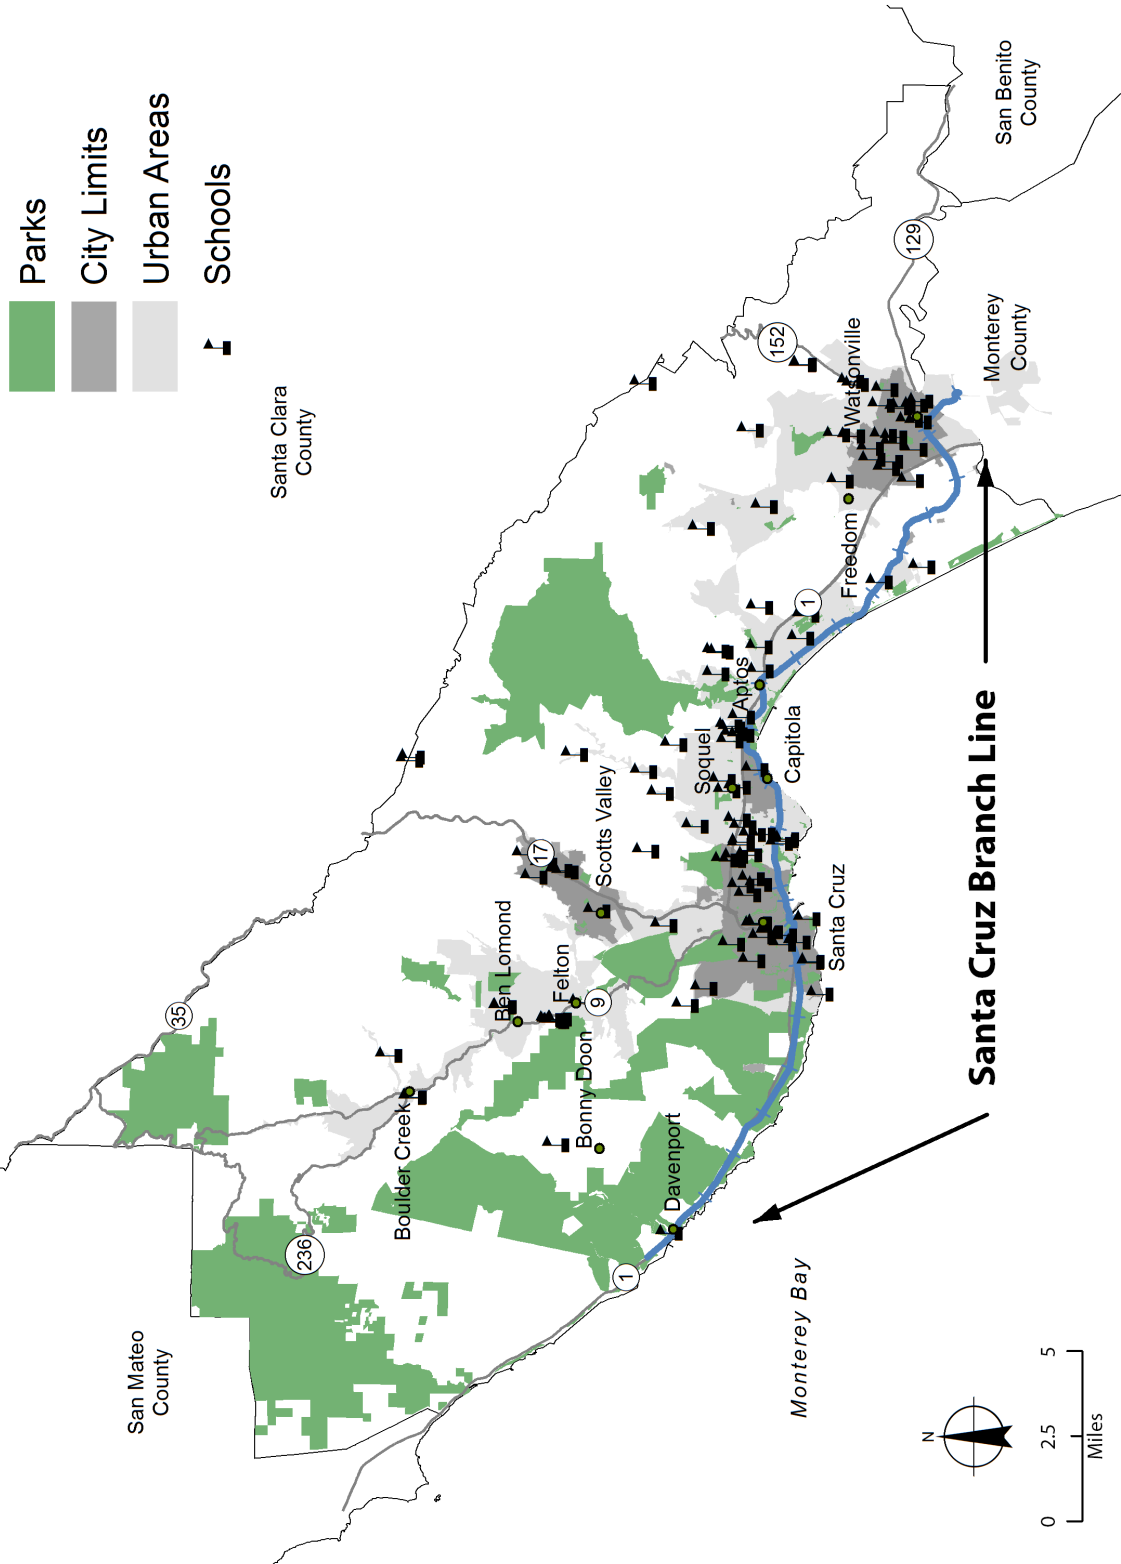 Parks
City Limits
Urban Areas
Schools
Santa Clara
County
San Mateo
County
San Benito
County
Monterey
County
35
236
17
9
1
1
152
129
Boulder Creek
Ben Lomond
Felton
Bonny Doon
Scotts Valley
Davenport
Santa Cruz
Soquel
Capitola
Aptos
Freedom
Watsonville
Monterey Bay
Santa Cruz Branch Line
N
0 2.5 5
Miles